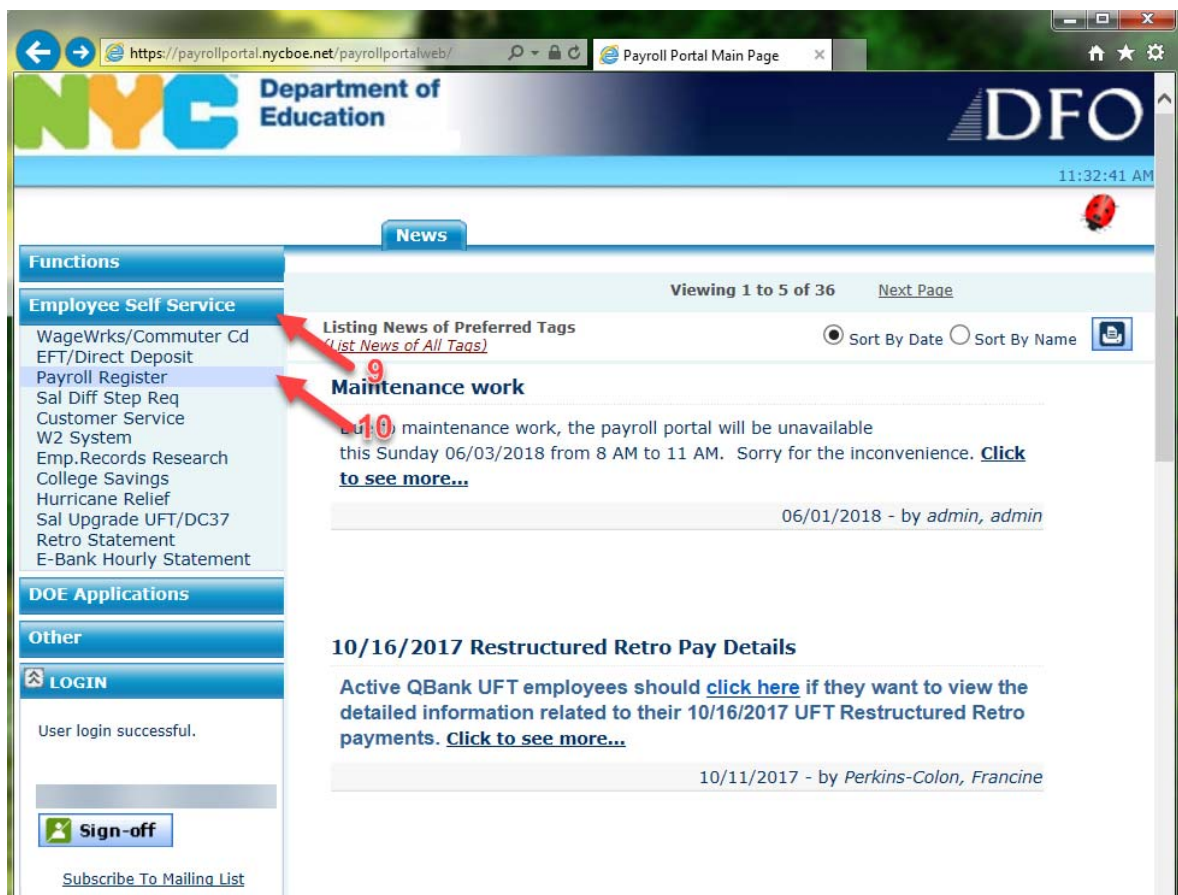 https://payrollportal.nycboe.net/payrollportalweb/
Payroll Portal Main Page
NYC
Department of
Education
DFO
11:32:41 AM
News
Functions
Employee Self Service
WageWrks/Commuter Cd
EFT/Direct Deposit
Payroll Register
Sal Diff Step Req
Customer Service
W2 System
Emp.Records Research
College Savings
Hurricane Relief
Sal Upgrade UFT/DC37
Retro Statement
E-Bank Hourly Statement
DOE Applications
Other
LOGIN
User login successful.
Sign-off
Subscribe To Mailing List
Viewing 1 to 5 of 36 Next Page
Listing News of Preferred Tags
(List News of All Tags)
Sort By Date Sort By Name
9
10
Maintenance work
to maintenance work, the payroll portal will be unavailable
this Sunday 06/03/2018 from 8 AM to 11 AM. Sorry for the inconvenience. Click
to see more...
06/01/2018 - by admin, admin
10/16/2017 Restructured Retro Pay Details
Active QBank UFT employees should click here if they want to view the
detailed information related to their 10/16/2017 UFT Restructured Retro
payments. Click to see more...
10/11/2017 - by Perkins-Colon, Francine